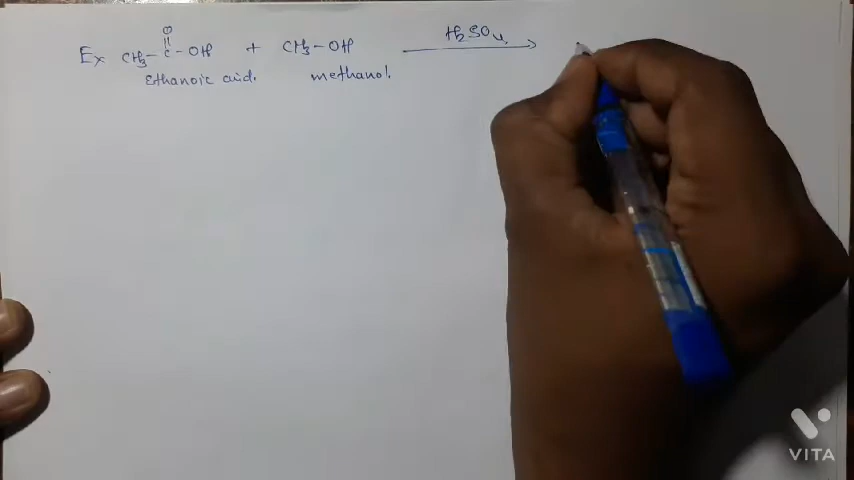 O H₂SO₄
Ex CH₃–C–OH + CH₃–OH →
Ethanoic acid. methanol.
VITA